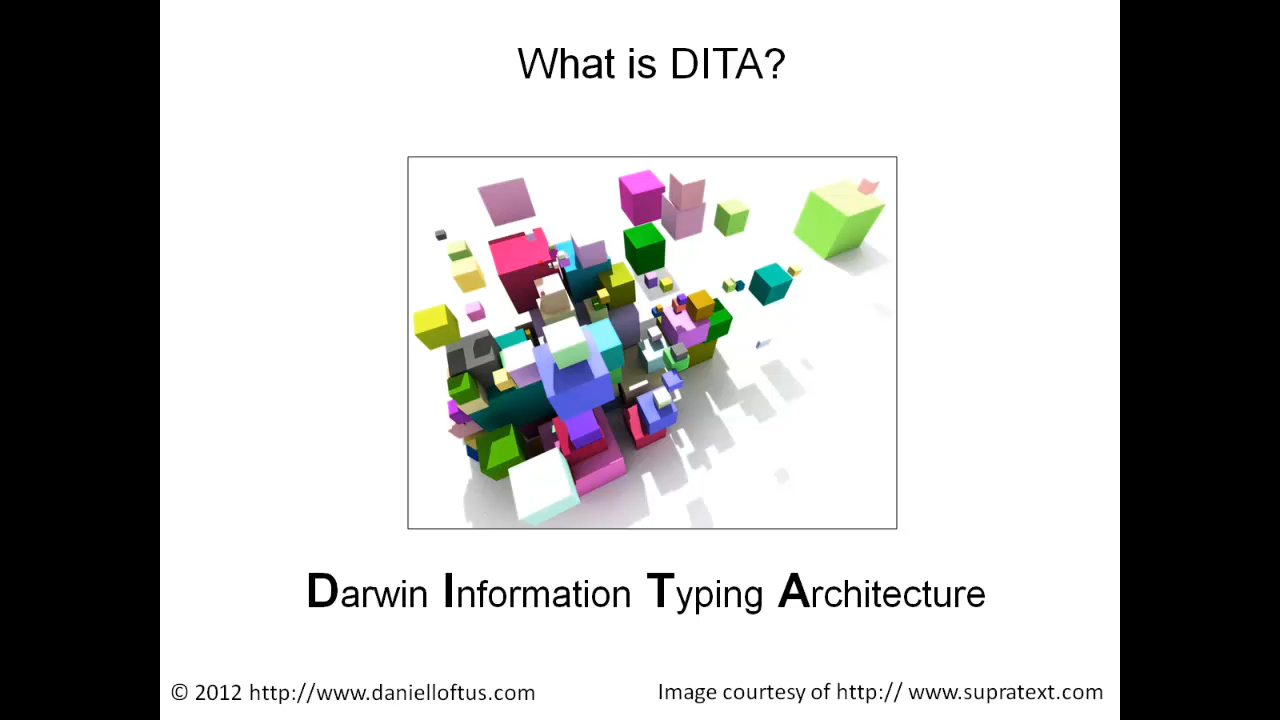 What is DITA?
Darwin Information Typing Architecture
© 2012 http://www.danielloftus.com
Image courtesy of http:// www.supratext.com